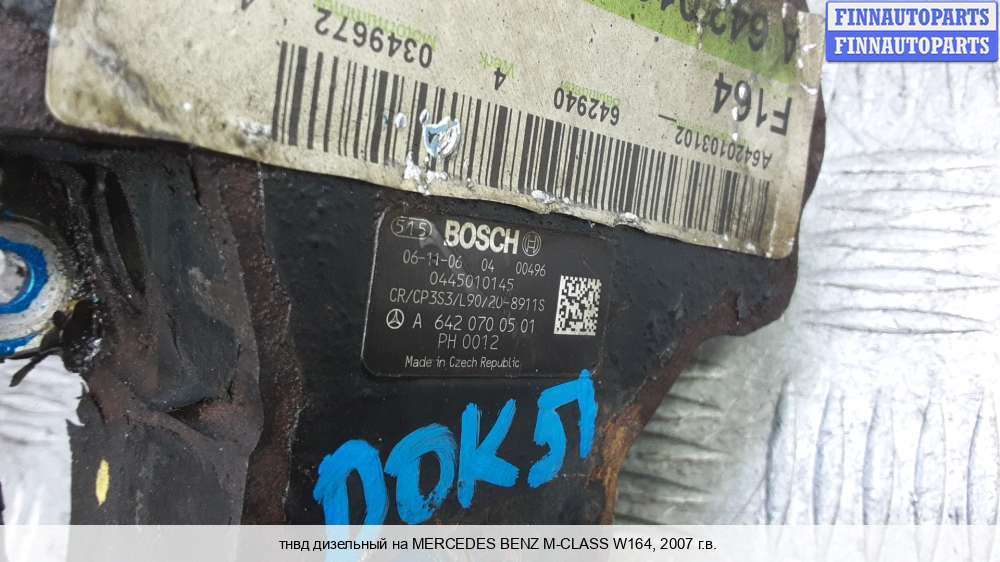 FINNAUTOPARTS
FINNAUTOPARTS
F164
A6420103102
642940
Werk
4
0349672
515 BOSCH
06-11-06 04 00496
0445010145
CR/CP3S3/L90/20-8911S
A 642 070 05 01
PH 0012
Made in Czech Republic
DOK51
тнвд дизельный на MERCEDES BENZ M-CLASS W164, 2007 г.в.